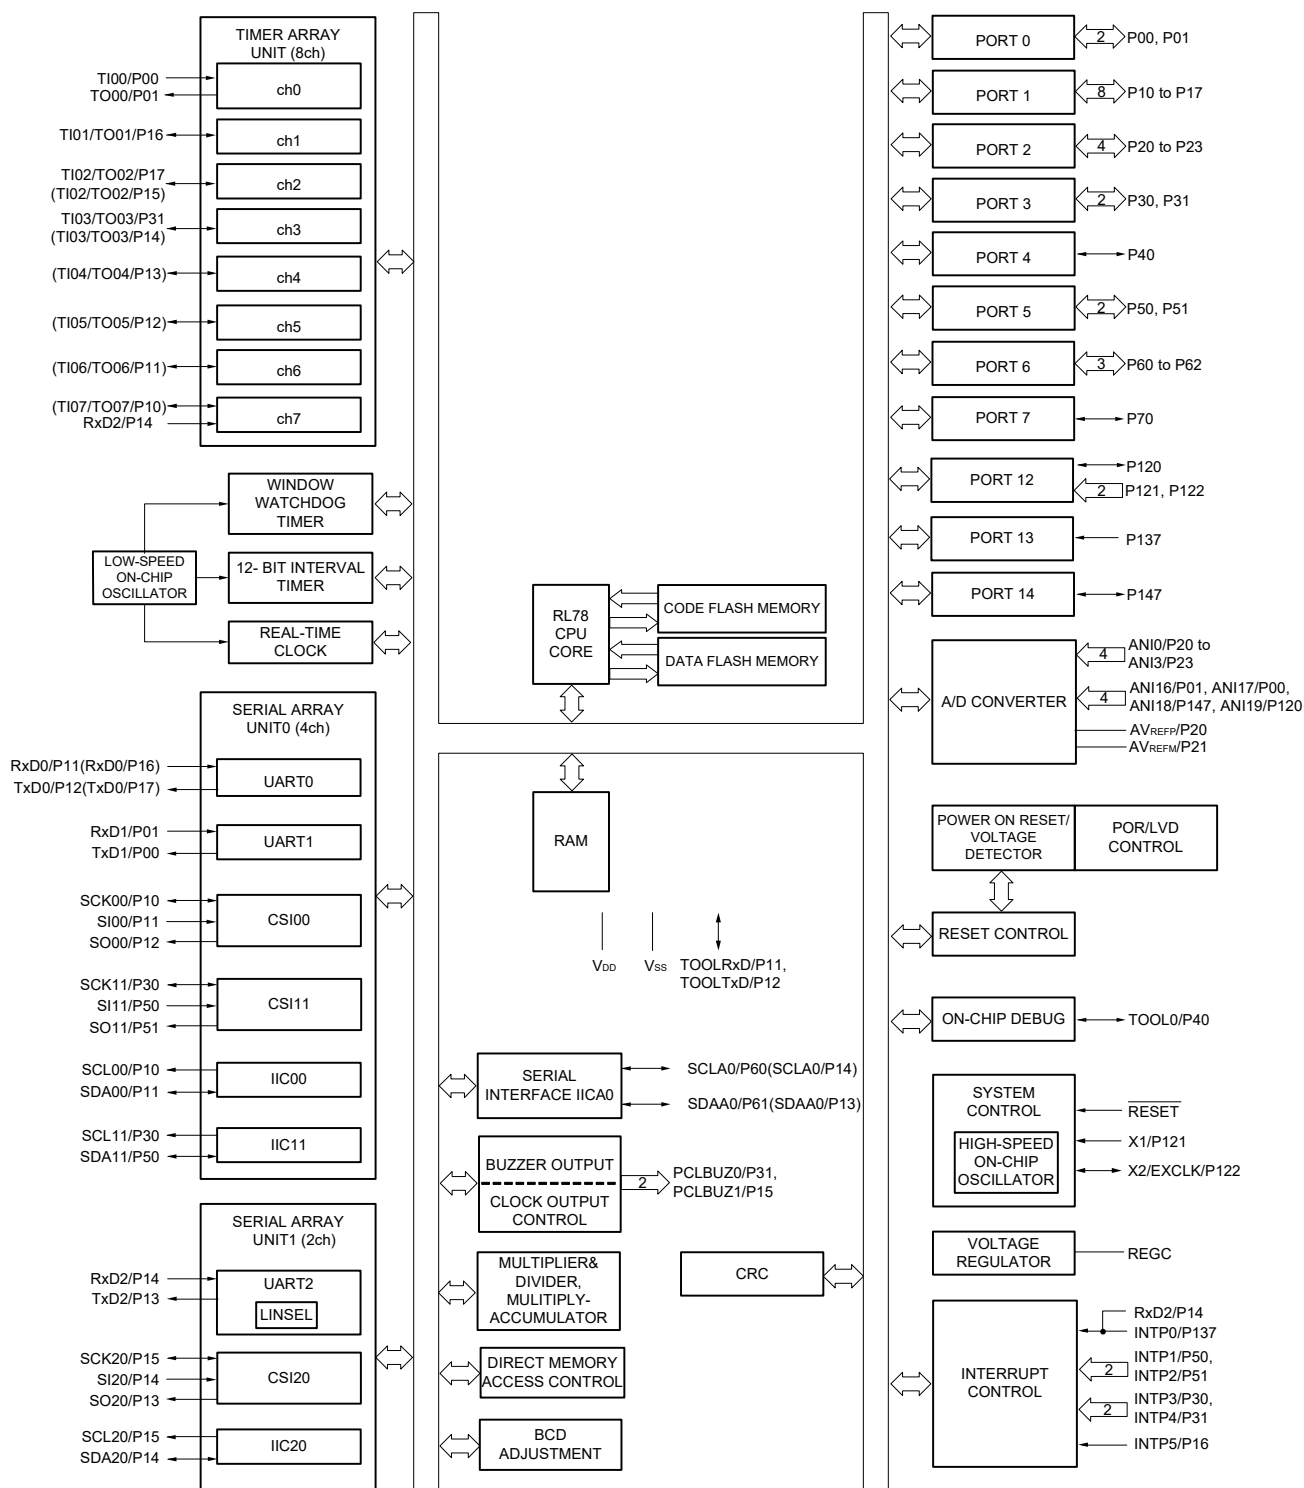 TIMER ARRAY
UNIT (8ch)
TI00/P00
TO00/P01
ch0
TI01/TO01/P16
ch1
TI02/TO02/P17
(TI02/TO02/P15)
ch2
TI03/TO03/P31
(TI03/TO03/P14)
ch3
(TI04/TO04/P13)
ch4
(TI05/TO05/P12)
ch5
(TI06/TO06/P11)
ch6
(TI07/TO07/P10)
RxD2/P14
ch7
WINDOW
WATCHDOG
TIMER
LOW-SPEED
ON-CHIP
OSCILLATOR
12- BIT INTERVAL
TIMER
REAL-TIME
CLOCK
SERIAL ARRAY
UNIT0 (4ch)
RxD0/P11(RxD0/P16)
TxD0/P12(TxD0/P17)
UART0
RxD1/P01
TxD1/P00
UART1
SCK00/P10
SI00/P11
SO00/P12
CSI00
SCK11/P30
SI11/P50
SO11/P51
CSI11
SCL00/P10
SDA00/P11
IIC00
SCL11/P30
SDA11/P50
IIC11
SERIAL ARRAY
UNIT1 (2ch)
RxD2/P14
TxD2/P13
UART2
LINSEL
SCK20/P15
SI20/P14
SO20/P13
CSI20
SCL20/P15
SDA20/P14
IIC20
RL78
CPU
CORE
CODE FLASH MEMORY
DATA FLASH MEMORY
RAM
VDD
VSS
TOOLRxD/P11,
TOOLTxD/P12
SERIAL
INTERFACE IICA0
SCLA0/P60(SCLA0/P14)
SDAA0/P61(SDAA0/P13)
BUZZER OUTPUT
CLOCK OUTPUT
CONTROL
2
PCLBUZ0/P31,
PCLBUZ1/P15
MULTIPLIER&
DIVIDER,
MULITIPLY-
ACCUMULATOR
CRC
DIRECT MEMORY
ACCESS CONTROL
BCD
ADJUSTMENT
PORT 0
2
P00, P01
PORT 1
8
P10 to P17
PORT 2
4
P20 to P23
PORT 3
2
P30, P31
PORT 4
P40
PORT 5
2
P50, P51
PORT 6
3
P60 to P62
PORT 7
P70
PORT 12
P120
2
P121, P122
PORT 13
P137
PORT 14
P147
A/D CONVERTER
4
ANI0/P20 to
ANI3/P23
4
ANI16/P01, ANI17/P00,
ANI18/P147, ANI19/P120
AVREFP/P20
AVREFM/P21
POWER ON RESET/
VOLTAGE
DETECTOR
POR/LVD
CONTROL
RESET CONTROL
ON-CHIP DEBUG
TOOL0/P40
SYSTEM
CONTROL
HIGH-SPEED
ON-CHIP
OSCILLATOR
RESET
X1/P121
X2/EXCLK/P122
VOLTAGE
REGULATOR
REGC
INTERRUPT
CONTROL
RxD2/P14
INTP0/P137
2
INTP1/P50,
INTP2/P51
2
INTP3/P30,
INTP4/P31
INTP5/P16